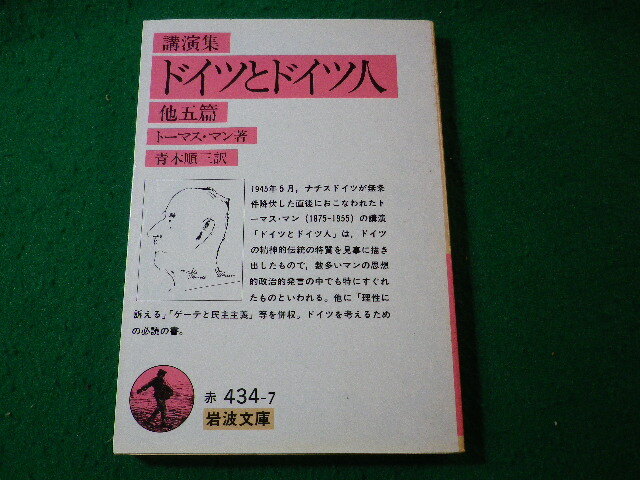 講演集
ドイツとドイツ人
他五篇
トーマス・マン著
青木順三訳
1945年5月，ナチスドイツが無条
件降伏した直後におこなわれたト
ーマス・マン（1875-1955）の講演
「ドイツとドイツ人」は，ドイツ
の精神的伝統の特質を見事に描き
出したもので，数多いマンの思想
的政治的発言の中でも特にすぐれ
たものといわれる。他に「理性に
訴える」「ゲーテと民主主義」等を併収。ドイツを考えるため
の必読の書。
赤 434-7
岩波文庫